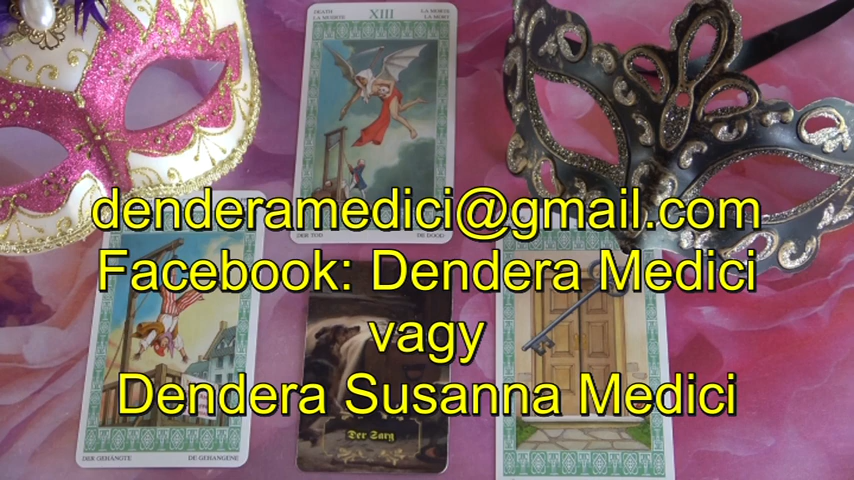 DEATH
LA MUERTE
XIII
LA MORTE
LA MORT
DER TOD
DE DOOD
denderamedici@gmail.com
Facebook: Dendera Medici
vagy
Dendera Susanna Medici
DER GEHÄNGTE
DE GEHANGENE
Der Sarg